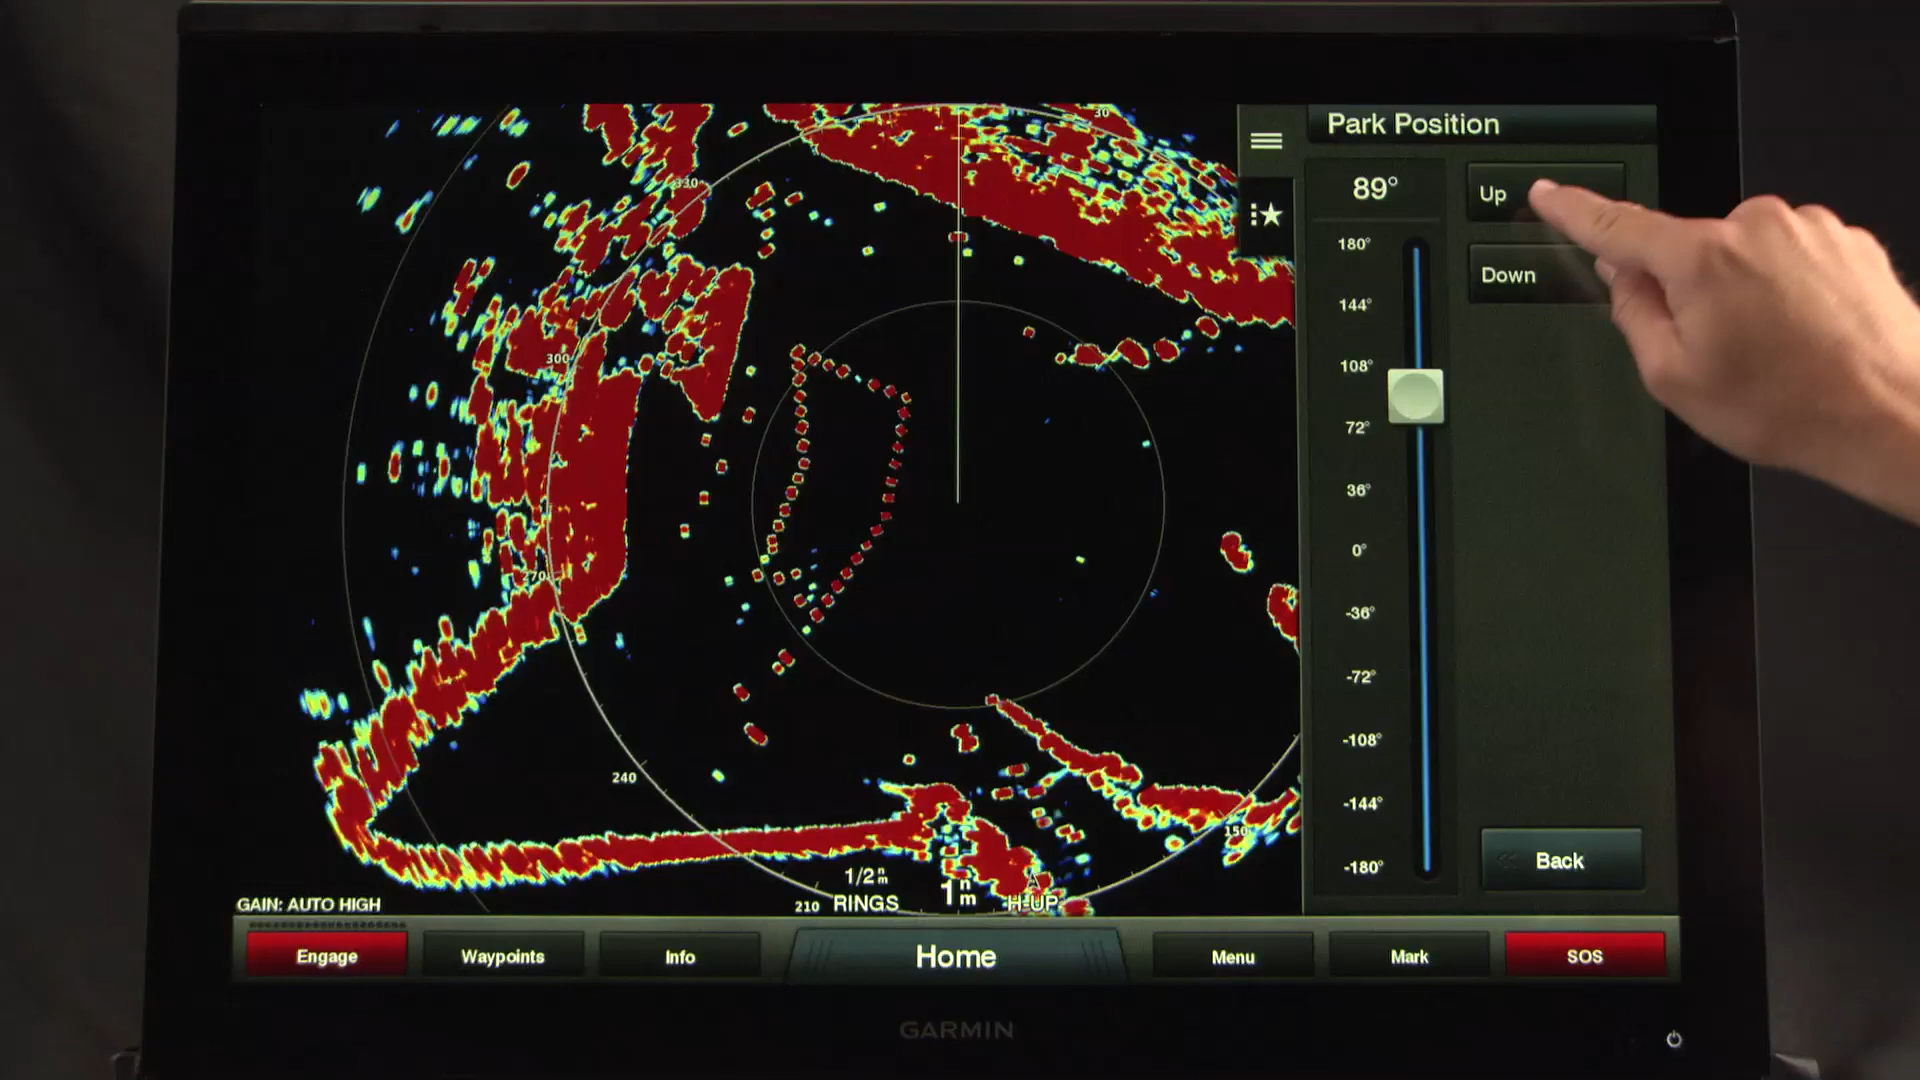 Park Position
89°
Up
Down
180°
144°
108°
72°
36°
0°
-36°
-72°
-108°
-144°
-180°
Back
30
330
300
270
240
210
150
1/2 nm
RINGS
1 nm
H-UP
GAIN: AUTO HIGH
Engage
Waypoints
Info
Home
Menu
Mark
SOS
GARMIN